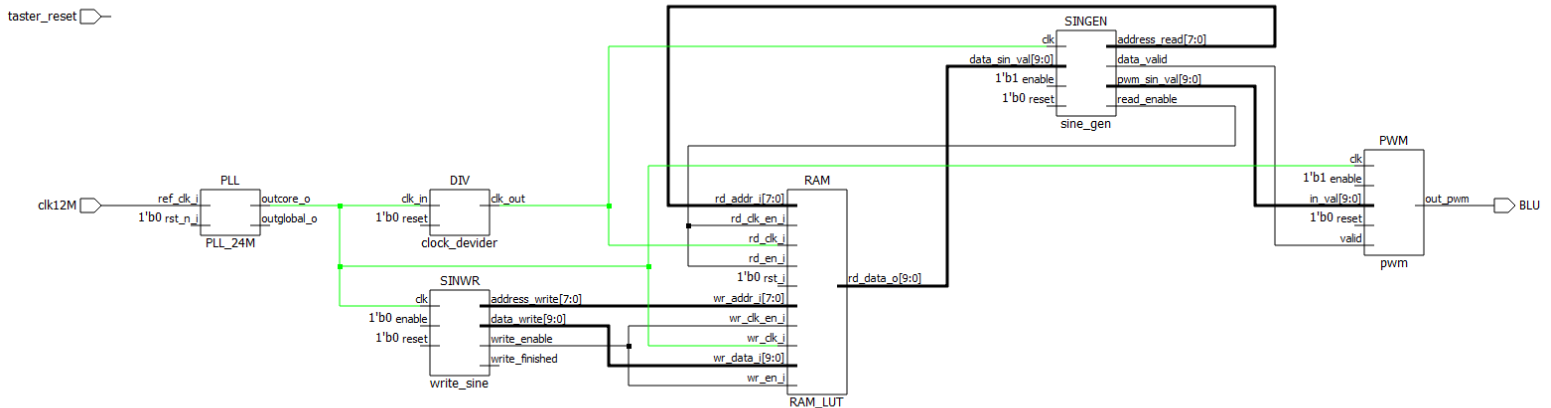 taster_reset
clk12M
PLL
ref_clk_i
1'b0 rst_n_i
outcore_o
outglobal_o
PLL_24M
DIV
clk_in
1'b0 reset
clk_out
clock_devider
SINWR
clk
1'b0 enable
1'b0 reset
address_write[7:0]
data_write[9:0]
write_enable
write_finished
write_sine
RAM
rd_addr_i[7:0]
rd_clk_en_i
rd_clk_i
rd_en_i
1'b0 rst_i
wr_addr_i[7:0]
wr_clk_en_i
wr_clk_i
wr_data_i[9:0]
wr_en_i
rd_data_o[9:0]
RAM_LUT
SINGEN
clk
data_sin_val[9:0]
1'b1 enable
1'b0 reset
address_read[7:0]
data_valid
pwm_sin_val[9:0]
read_enable
sine_gen
PWM
clk
1'b1 enable
in_val[9:0]
1'b0 reset
valid
out_pwm
pwm
BLU